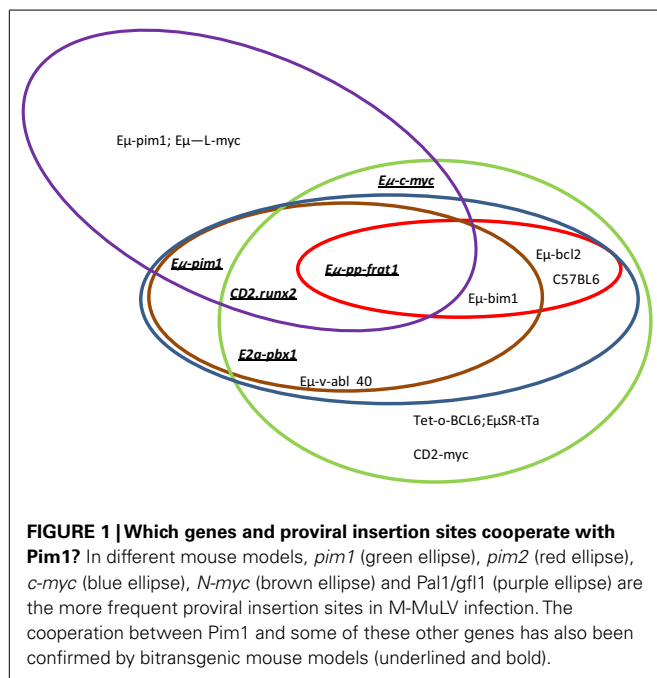 Eμ-pim1; Eμ—L-myc
Eμ-c-myc
Eμ-pim1
Eμ-pp-frat1
Eμ-bcl2
C57BL6
CD2.runx2
Eμ-bim1
E2a-pbx1
Eμ-v-abl 40
Tet-o-BCL6;EμSR-tTa
CD2-myc
FIGURE 1 | Which genes and proviral insertion sites cooperate with
Pim1? In different mouse models, pim1 (green ellipse), pim2 (red ellipse),
c-myc (blue ellipse), N-myc (brown ellipse) and Pal1/gfl1 (purple ellipse) are
the more frequent proviral insertion sites in M-MuLV infection. The
cooperation between Pim1 and some of these other genes has also been
confirmed by bitransgenic mouse models (underlined and bold).